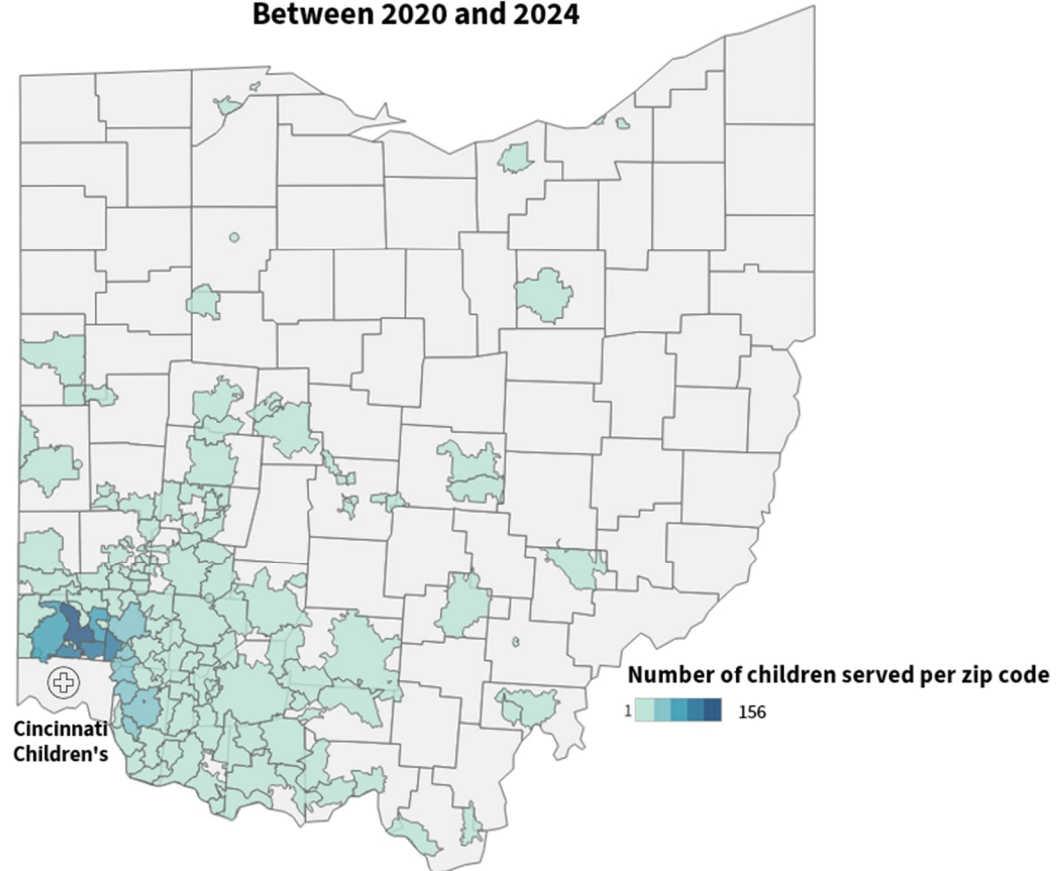 Between 2020 and 2024
Number of children served per zip code
1 156
Cincinnati
Children's